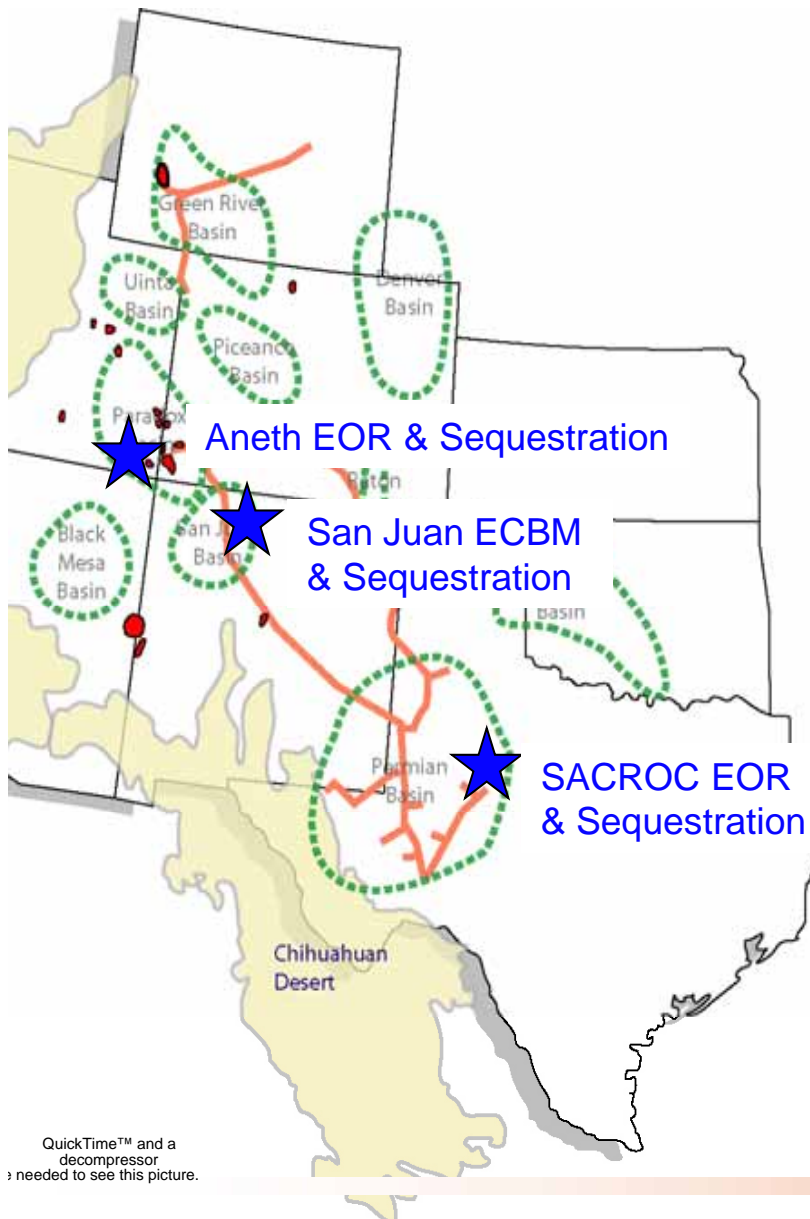 Green River
Basin
Uinta
Basin
Denver
Basin
Piceance
Basin
Aneth EOR & Sequestration
Raton
San Juan ECBM
& Sequestration
Black
Mesa
Basin
Basin
Basin
Permian
Basin
SACROC EOR
& Sequestration
Chihuahuan
Desert
QuickTime™ and a
decompressor
needed to see this picture.